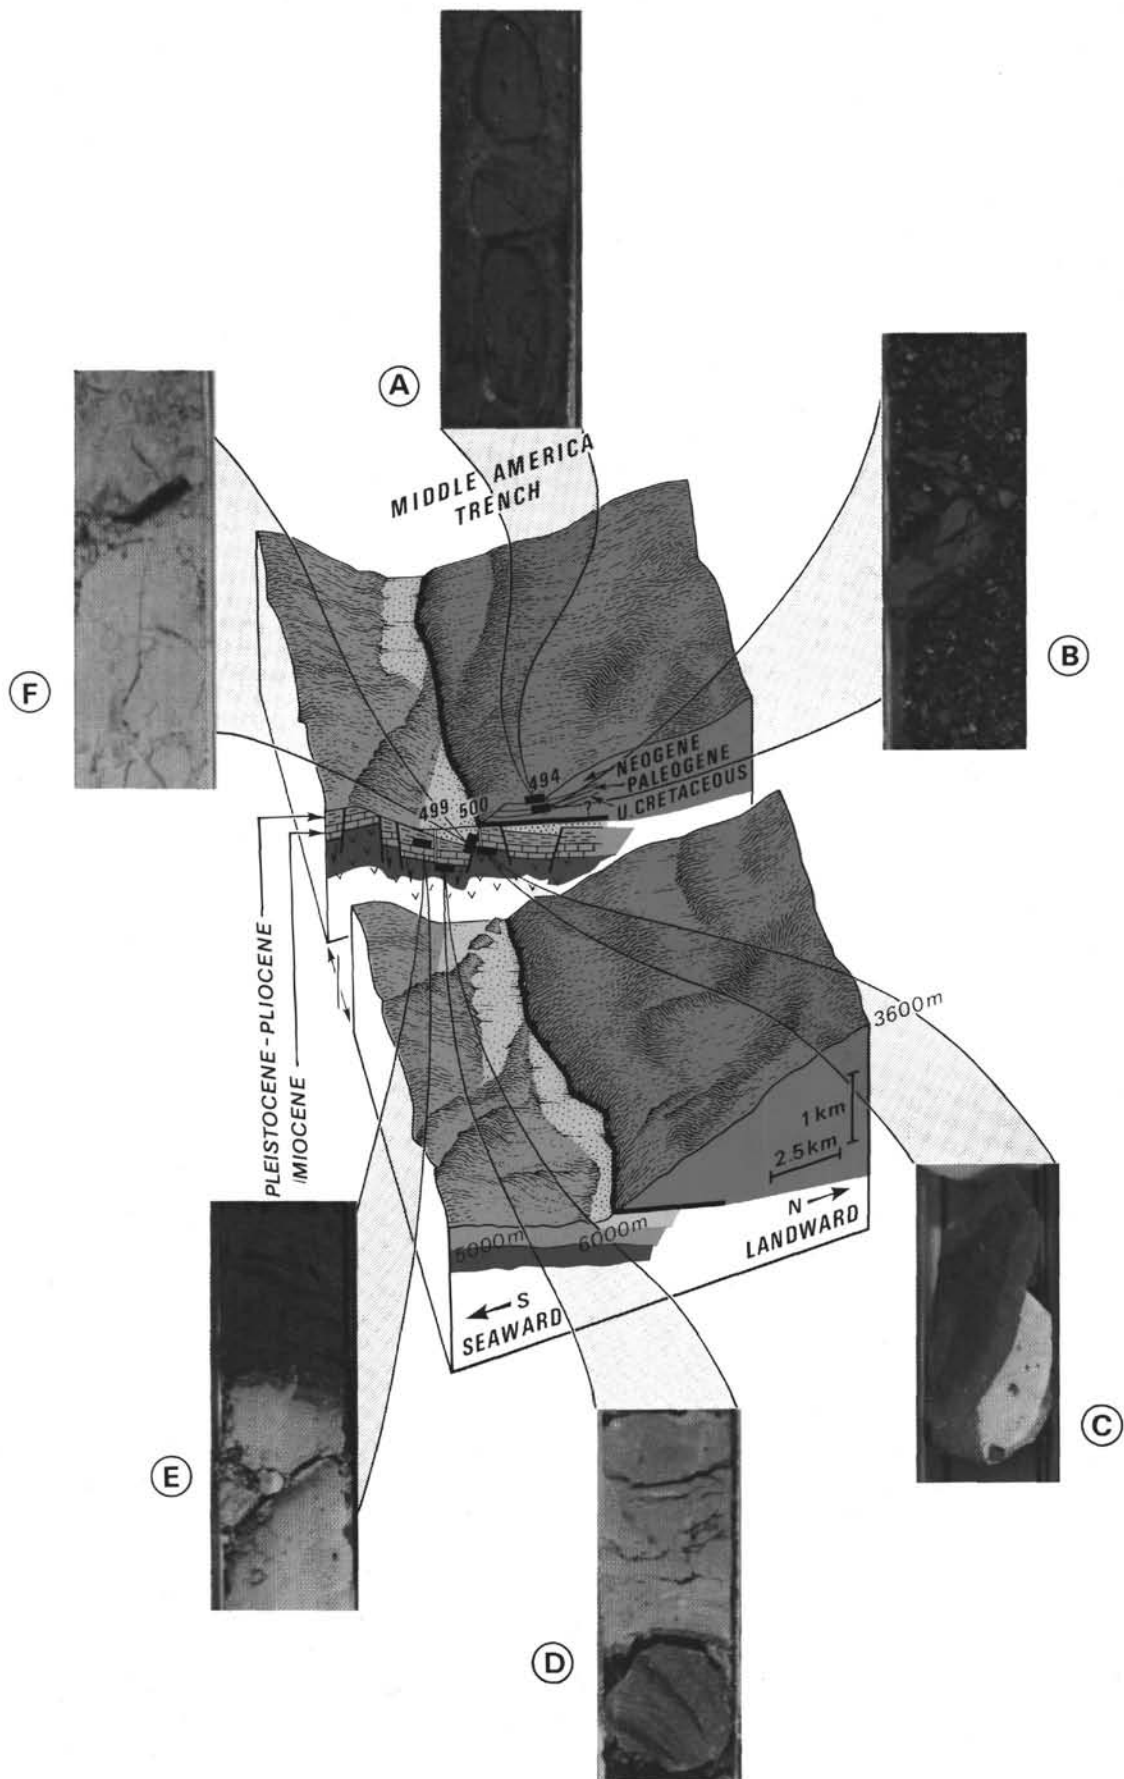 A
MIDDLE AMERICA
TRENCH
B
F
NEOGENE
PALEOGENE
U. CRETACEOUS
?
494
499
500
PLEISTOCENE - PLIOCENE
MIOCENE
3600m
1 km
2.5 km
N
LANDWARD
5000m
6000m
S
SEAWARD
C
E
D